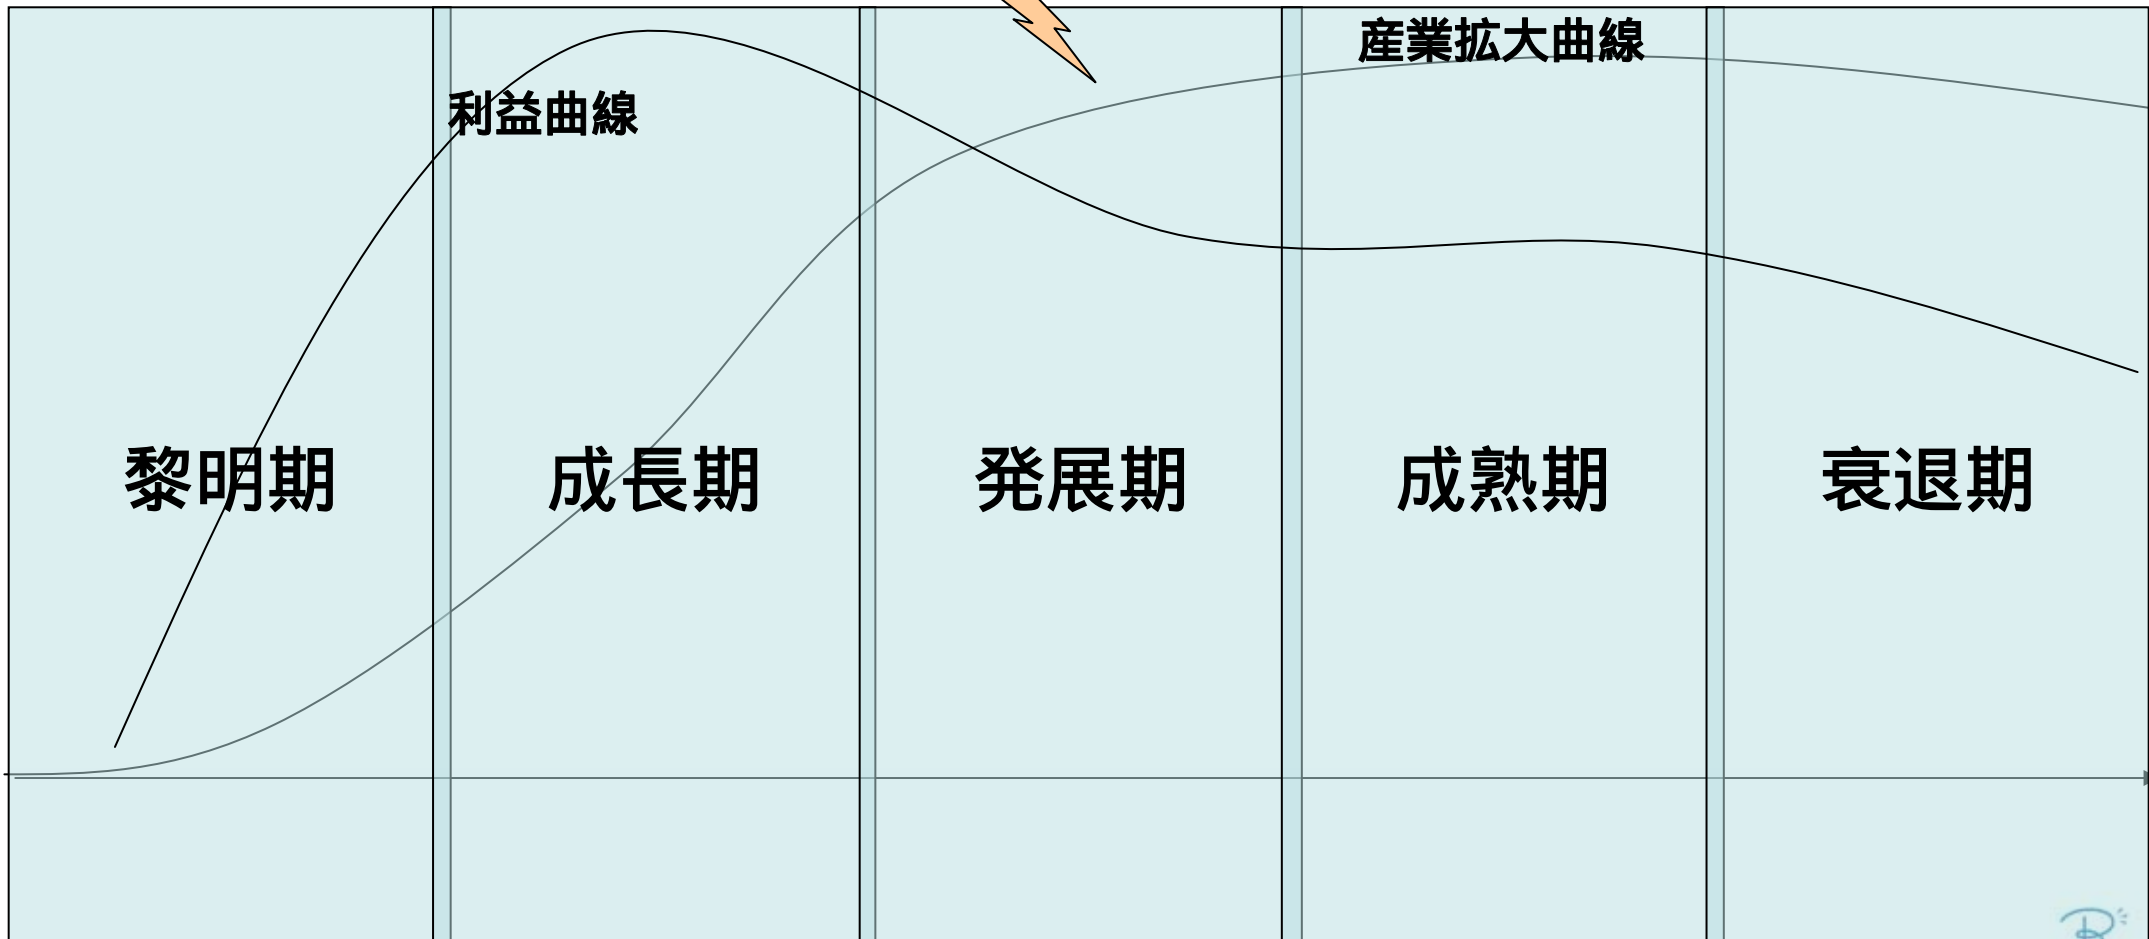 産業拡大曲線
利益曲線
黎明期
成長期
発展期
成熟期
衰退期